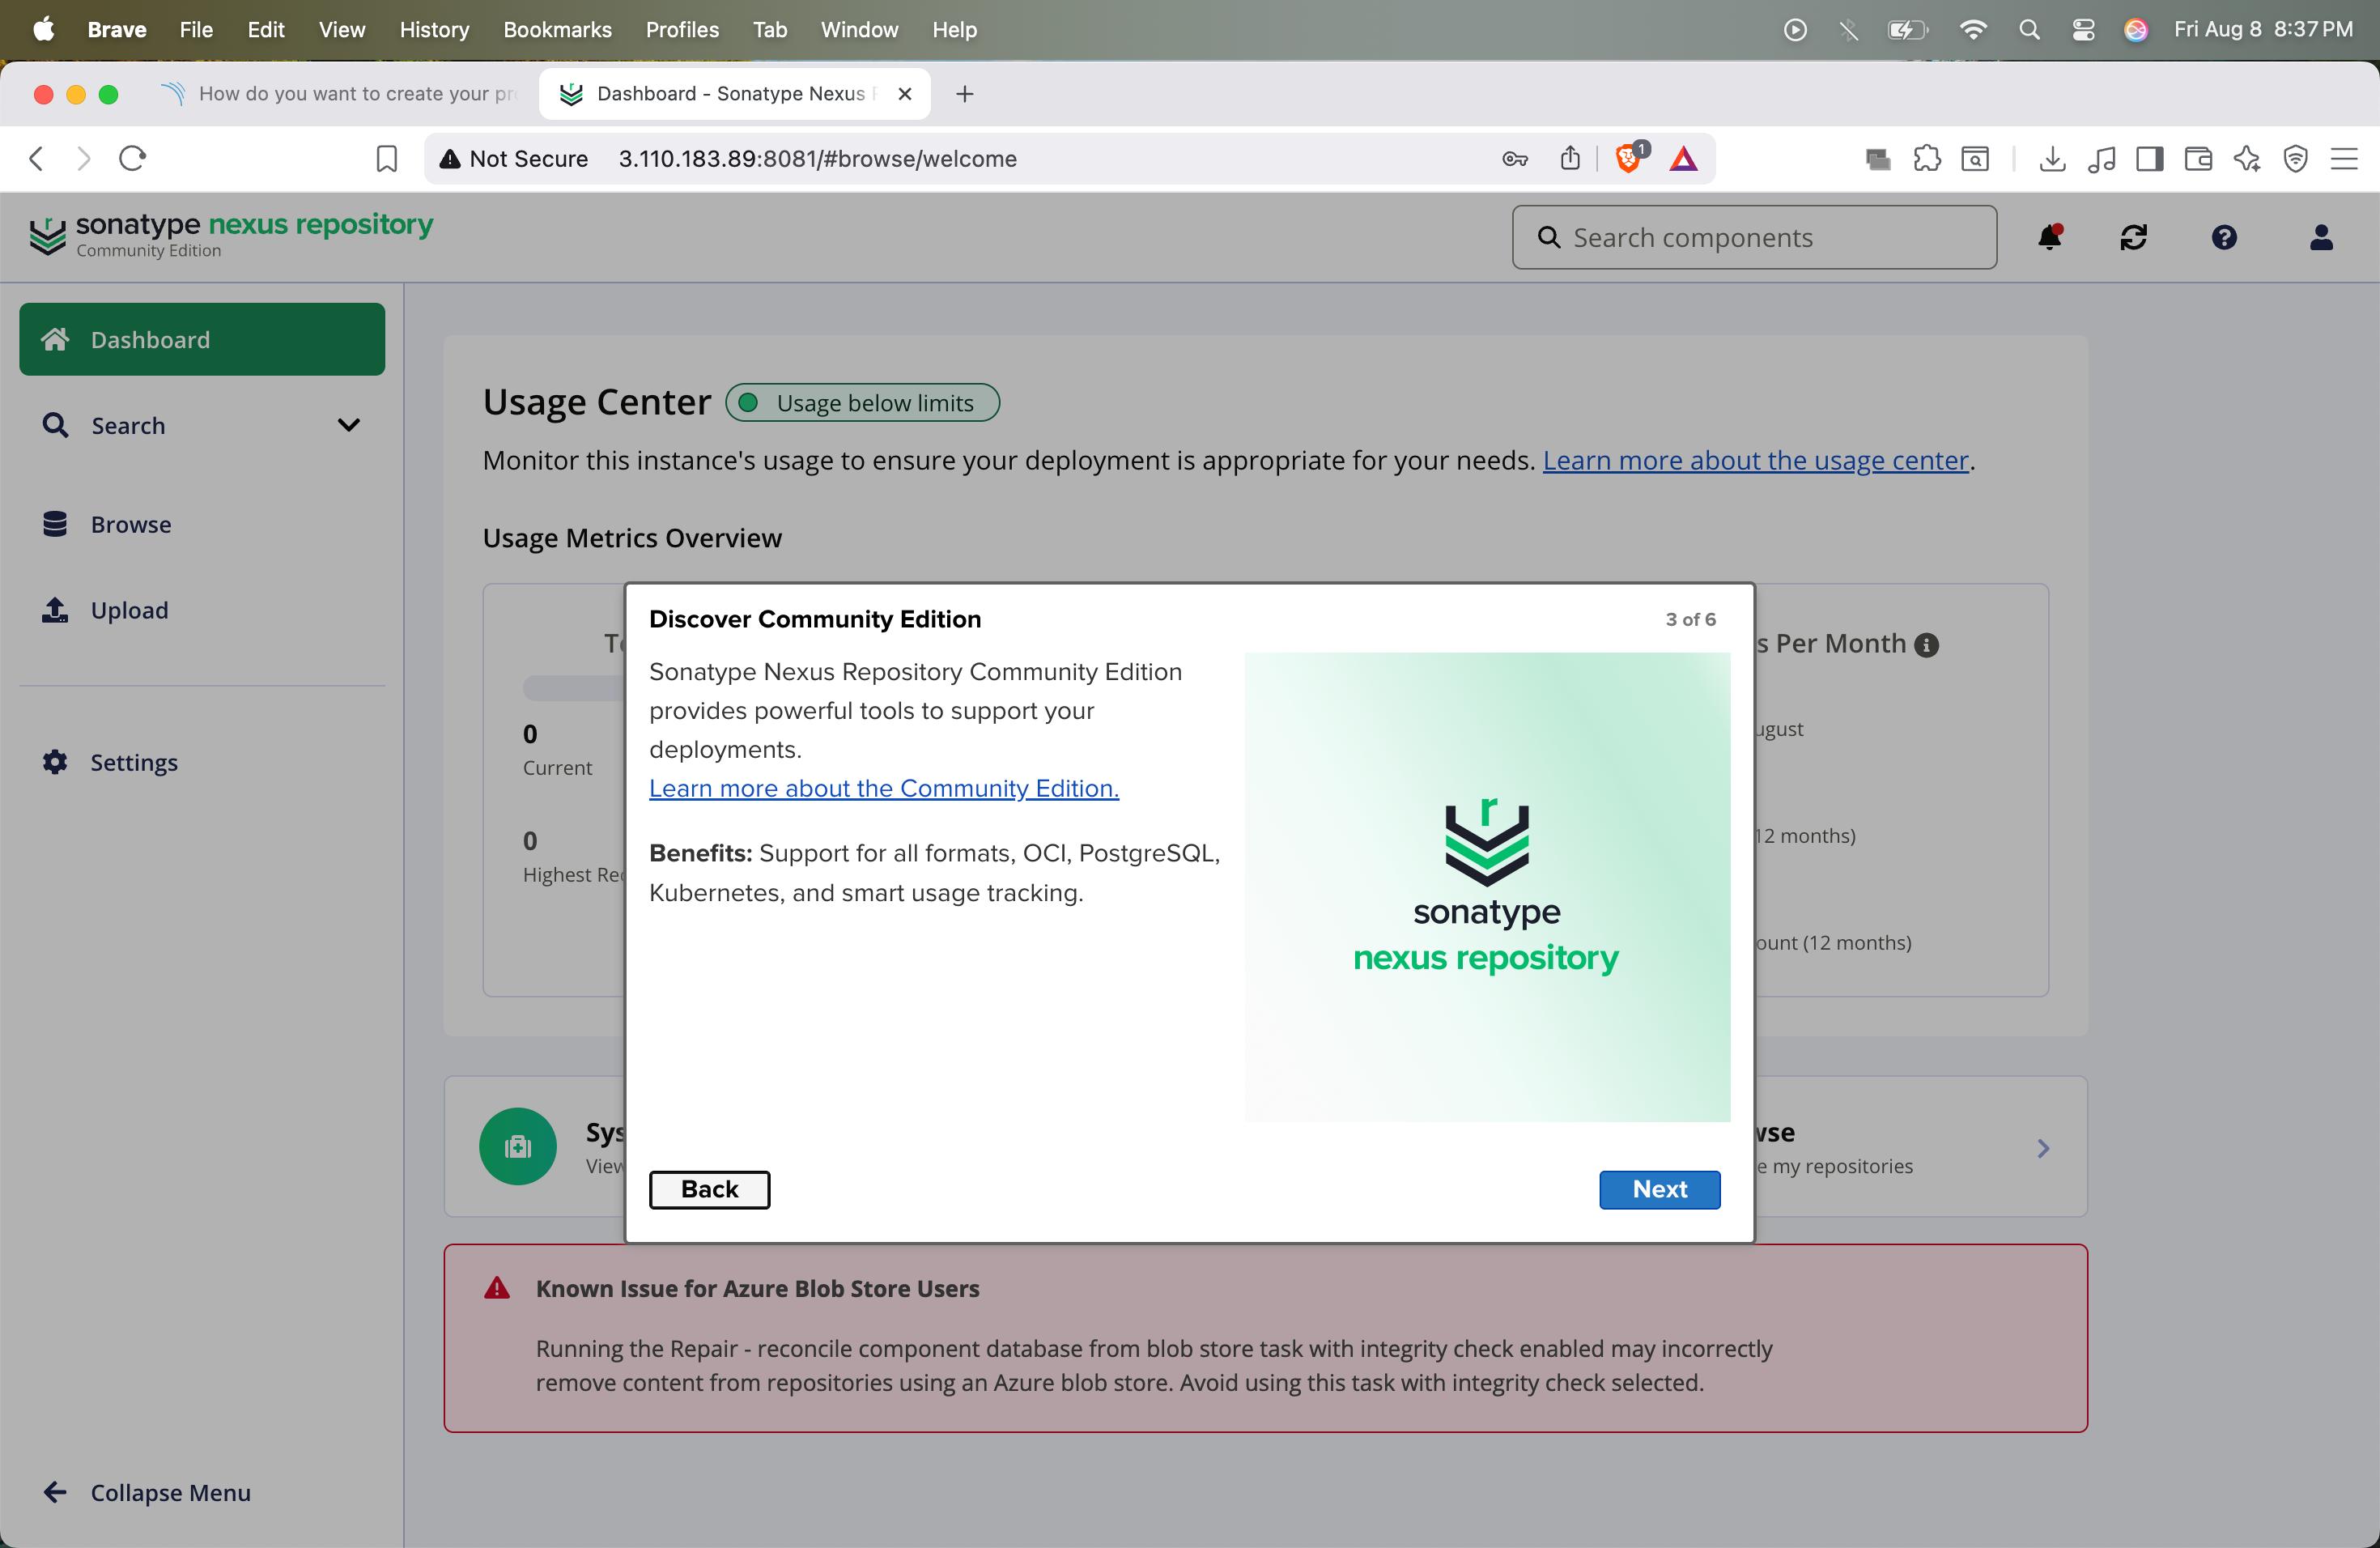 Brave File Edit View History Bookmarks Profiles Tab Window Help Fri Aug 8 8:37 PM
How do you want to create your pr
Dashboard - Sonatype Nexus
Not Secure 3.110.183.89:8081/#browse/welcome
1
sonatype nexus repository
Community Edition
Search components
Dashboard
Search
Browse
Upload
Settings
Collapse Menu
Usage Center
Usage below limits
Monitor this instance's usage to ensure your deployment is appropriate for your needs. Learn more about the usage center.
Usage Metrics Overview
0
Current
0
Highest Rec
s Per Month
ugust
12 months)
ount (12 months)
Discover Community Edition
3 of 6
Sonatype Nexus Repository Community Edition
provides powerful tools to support your
deployments.
Learn more about the Community Edition.
Benefits: Support for all formats, OCI, PostgreSQL,
Kubernetes, and smart usage tracking.
r
sonatype
nexus repository
Back
Next
Sys
View
wse
e my repositories
Known Issue for Azure Blob Store Users
Running the Repair - reconcile component database from blob store task with integrity check enabled may incorrectly
remove content from repositories using an Azure blob store. Avoid using this task with integrity check selected.